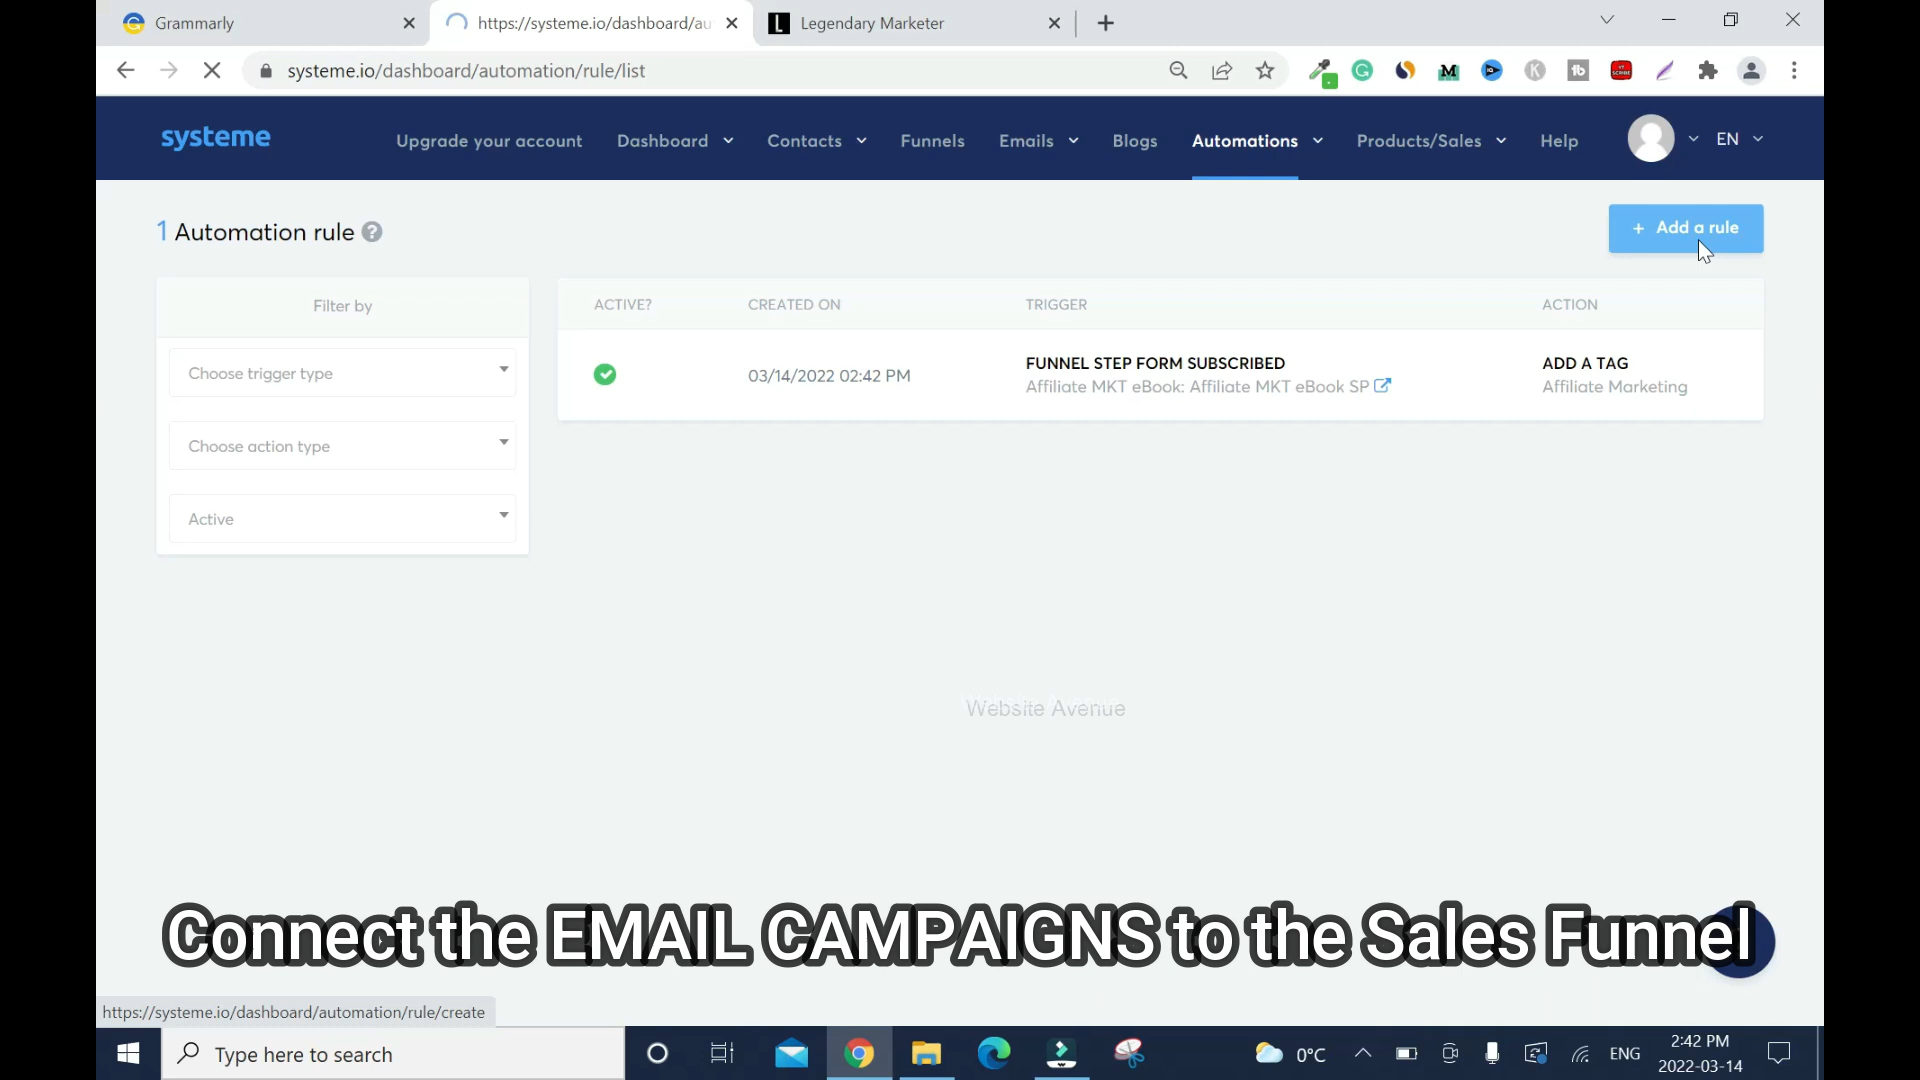 Grammarly
https://systeme.io/dashboard/au
Legendary Marketer
systeme.io/dashboard/automation/rule/list
systeme
Upgrade your account
Dashboard
Contacts
Funnels
Emails
Blogs
Automations
Products/Sales
Help
EN
1 Automation rule ?
+ Add a rule
Filter by
Choose trigger type
Choose action type
Active
ACTIVE? CREATED ON TRIGGER ACTION
03/14/2022 02:42 PM
FUNNEL STEP FORM SUBSCRIBED
Affiliate MKT eBook: Affiliate MKT eBook SP
ADD A TAG
Affiliate Marketing
Website Avenue
Connect the EMAIL CAMPAIGNS to the Sales Funnel
https://systeme.io/dashboard/automation/rule/create
Type here to search
0°C
ENG
2:42 PM
2022-03-14